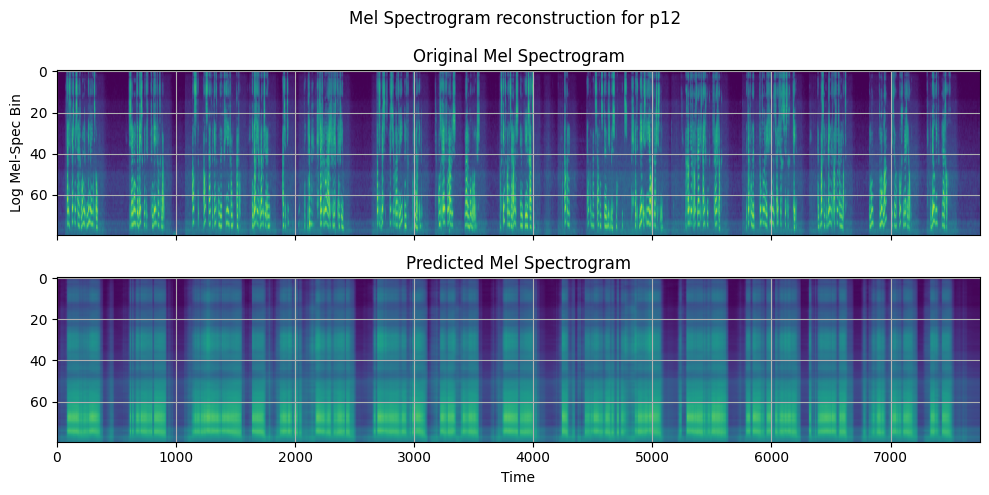 Mel Spectrogram reconstruction for p12
Original Mel Spectrogram
0
20
40
60
Log Mel-Spec Bin
Predicted Mel Spectrogram
0
20
40
60
0 1000 2000 3000 4000 5000 6000 7000
Time